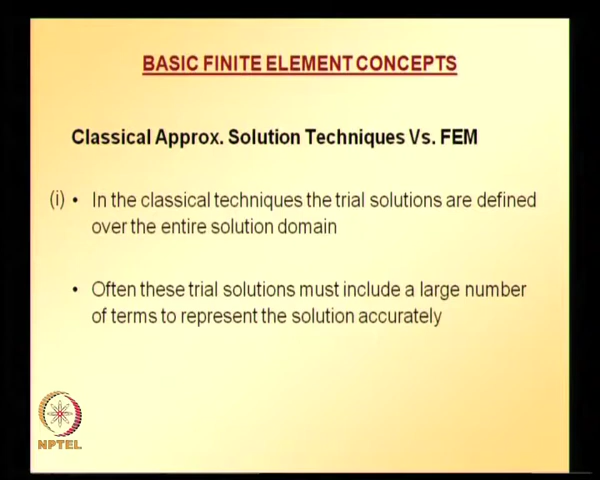 BASIC FINITE ELEMENT CONCEPTS
Classical Approx. Solution Techniques Vs. FEM
(i) • In the classical techniques the trial solutions are defined
over the entire solution domain
• Often these trial solutions must include a large number
of terms to represent the solution accurately
NPTEL